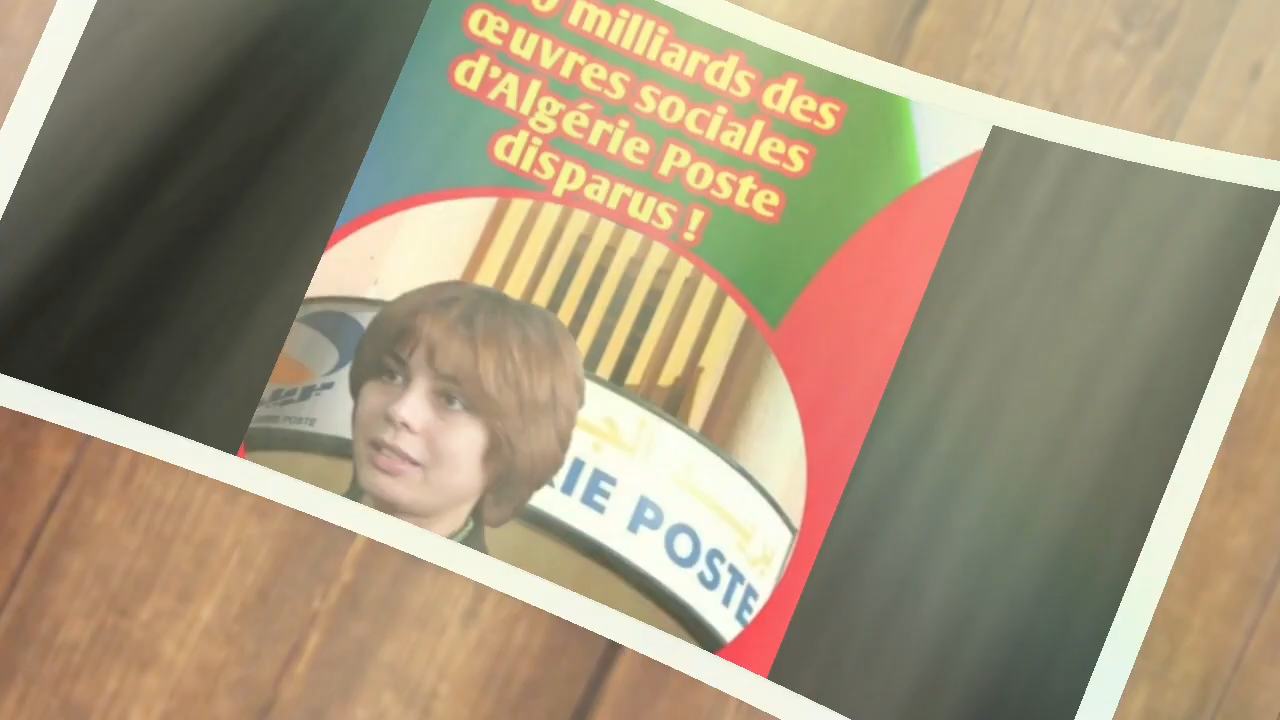 milliards des
œuvres sociales
d'Algérie Poste
disparus !
RIE POSTE